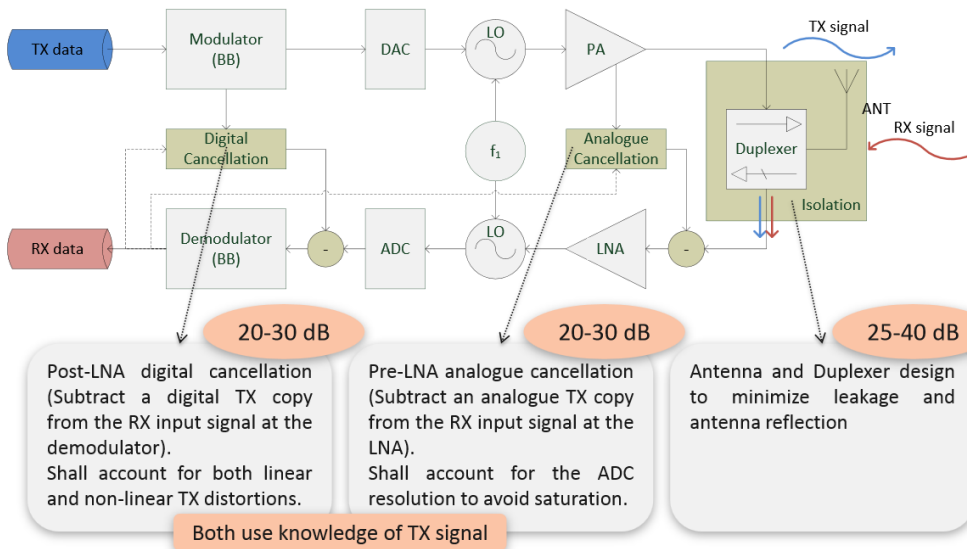 TX data
Modulator
(BB)
DAC
LO
PA
TX signal
ANT
RX signal
Digital
Cancellation
f1
Analogue
Cancellation
Duplexer
Isolation
RX data
Demodulator
(BB)
-
ADC
LO
LNA
-
20-30 dB
20-30 dB
25-40 dB
Post-LNA digital cancellation
(Subtract a digital TX copy
from the RX input signal at the
demodulator).
Shall account for both linear
and non-linear TX distortions.
Pre-LNA analogue cancellation
(Subtract an analogue TX copy
from the RX input signal at the
LNA).
Shall account for the ADC
resolution to avoid saturation.
Antenna and Duplexer design
to minimize leakage and
antenna reflection
Both use knowledge of TX signal